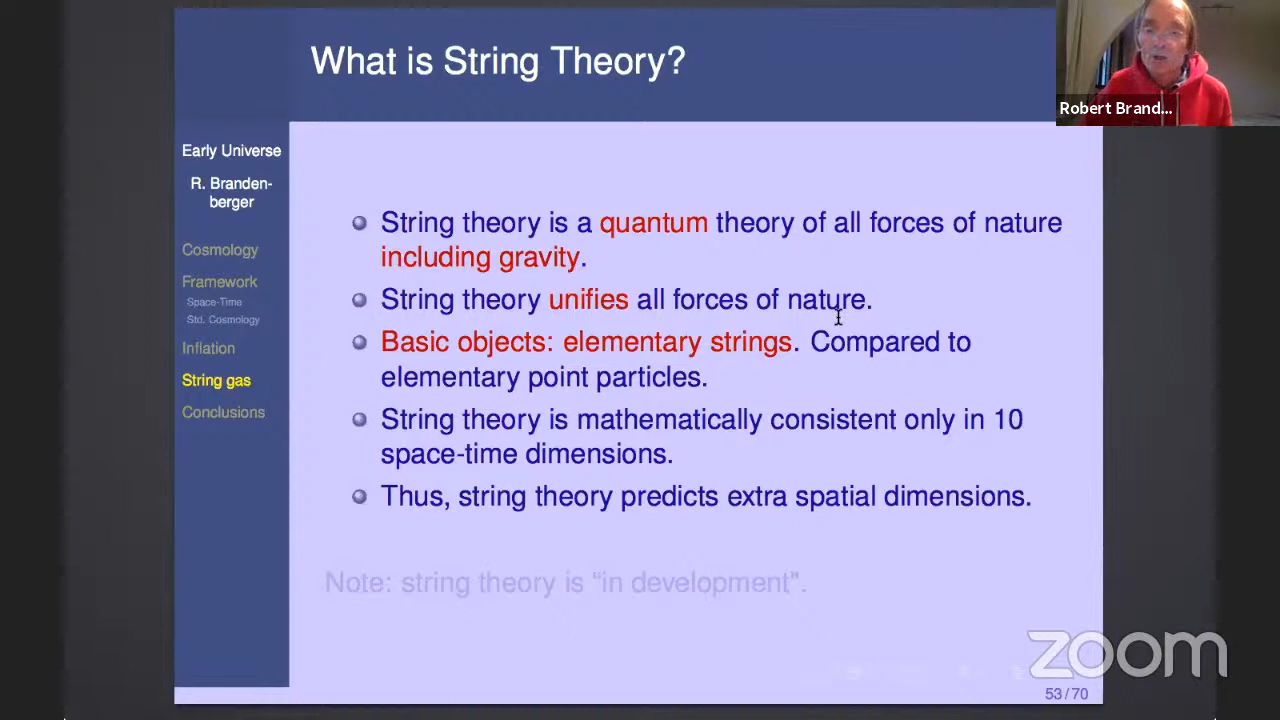 What is String Theory?
Robert Brand...
Early Universe
R. Branden-
berger
Cosmology
Framework
Space-Time
Std. Cosmology
Inflation
String gas
Conclusions
String theory is a quantum theory of all forces of nature
including gravity.
String theory unifies all forces of nature.
Basic objects: elementary strings. Compared to
elementary point particles.
String theory is mathematically consistent only in 10
space-time dimensions.
Thus, string theory predicts extra spatial dimensions.
Note: string theory is “in development”.
zoom
53/70